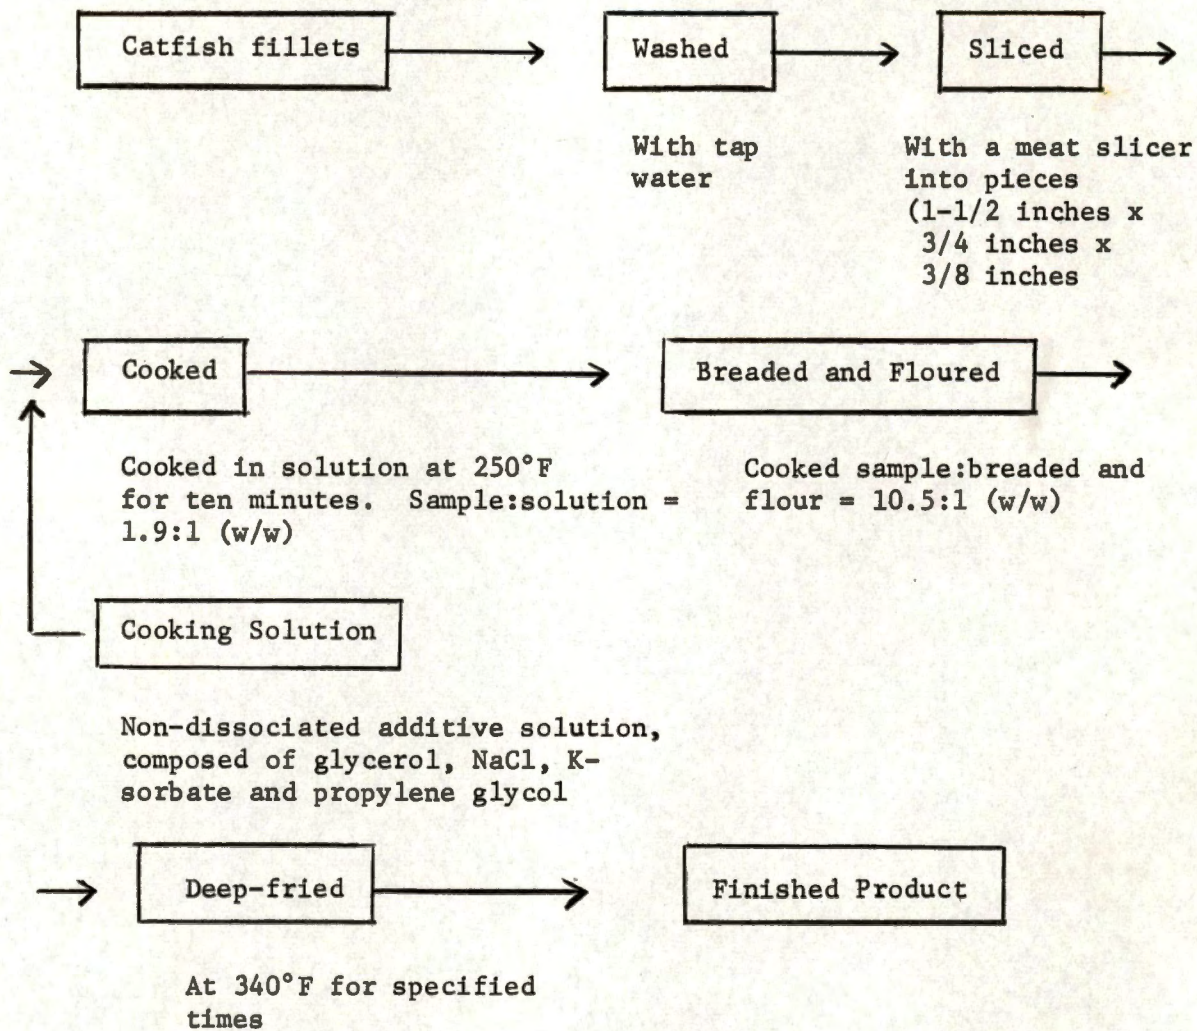 Catfish fillets
Washed
Sliced
With tap
water
With a meat slicer
into pieces
(1-1/2 inches x
3/4 inches x
3/8 inches
Cooked
Breaded and Floured
Cooked in solution at 250°F
for ten minutes. Sample:solution =
1.9:1 (w/w)
Cooked sample:breaded and
flour = 10.5:1 (w/w)
Cooking Solution
Non-dissociated additive solution,
composed of glycerol, NaCl, K-
sorbate and propylene glycol
Deep-fried
Finished Product
At 340°F for specified
times